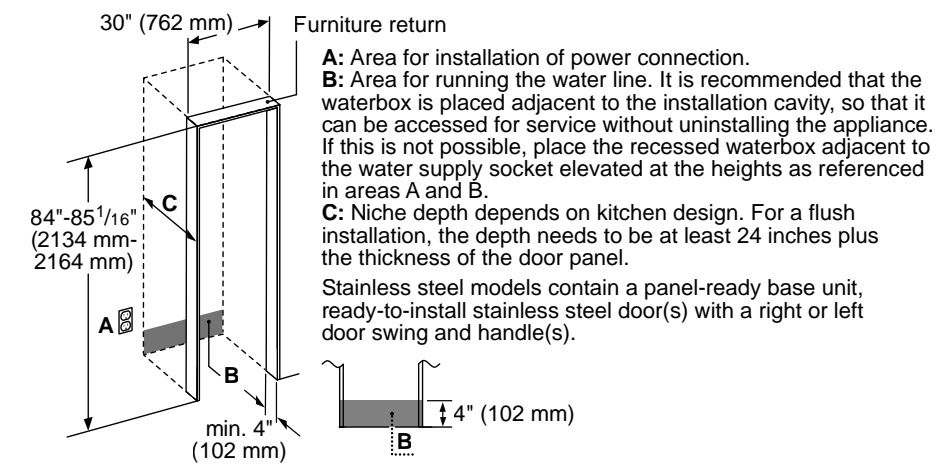 30" (762 mm)
Furniture return
A: Area for installation of power connection.
B: Area for running the water line. It is recommended that the
waterbox is placed adjacent to the installation cavity, so that it
can be accessed for service without uninstalling the appliance.
If this is not possible, place the recessed waterbox adjacent to
the water supply socket elevated at the heights as referenced
in areas A and B.
C: Niche depth depends on kitchen design. For a flush
installation, the depth needs to be at least 24 inches plus
the thickness of the door panel.
Stainless steel models contain a panel-ready base unit,
ready-to-install stainless steel door(s) with a right or left
door swing and handle(s).
C
84"-85 1/16"
(2134 mm-
2164 mm)
A
B
min. 4"
(102 mm)
4" (102 mm)
B